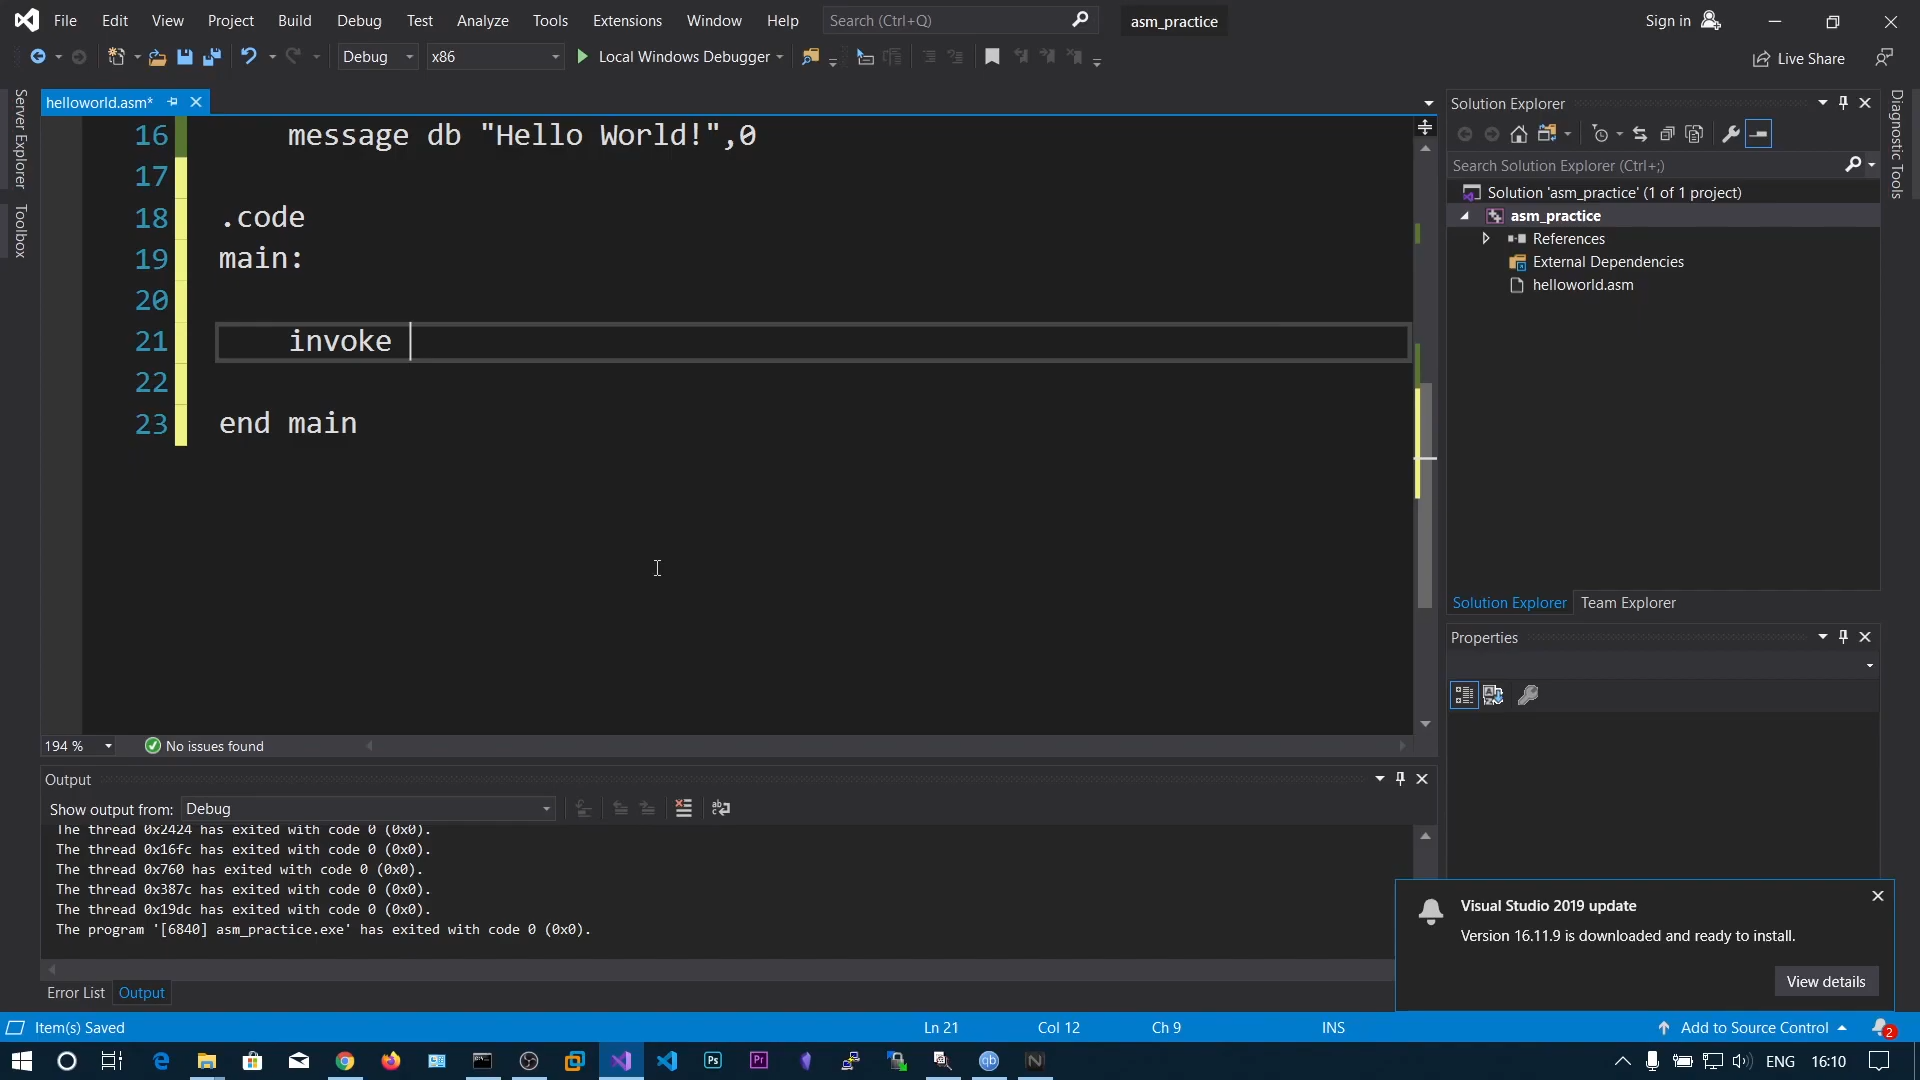 File Edit View Project Build Debug Test Analyze Tools Extensions Window Help Search (Ctrl+Q) asm_practice Sign in
Debug x86 Local Windows Debugger Live Share
Server Explorer
Toolbox
helloworld.asm*
16 message db "Hello World!",0
17
18 .code
19 main:
20
21 invoke
22
23 end main
194 % No issues found
Output
Show output from: Debug
The thread 0x2424 has exited with code 0 (0x0).
The thread 0x16fc has exited with code 0 (0x0).
The thread 0x760 has exited with code 0 (0x0).
The thread 0x387c has exited with code 0 (0x0).
The thread 0x19dc has exited with code 0 (0x0).
The program '[6840] asm_practice.exe' has exited with code 0 (0x0).
Error List Output
Solution Explorer
Search Solution Explorer (Ctrl+;)
Solution 'asm_practice' (1 of 1 project)
asm_practice
References
External Dependencies
helloworld.asm
Solution Explorer Team Explorer
Properties
Diagnostic Tools
Visual Studio 2019 update
Version 16.11.9 is downloaded and ready to install.
View details
Item(s) Saved Ln 21 Col 12 Ch 9 INS Add to Source Control 2
Ps Pr qb N ENG 16:10